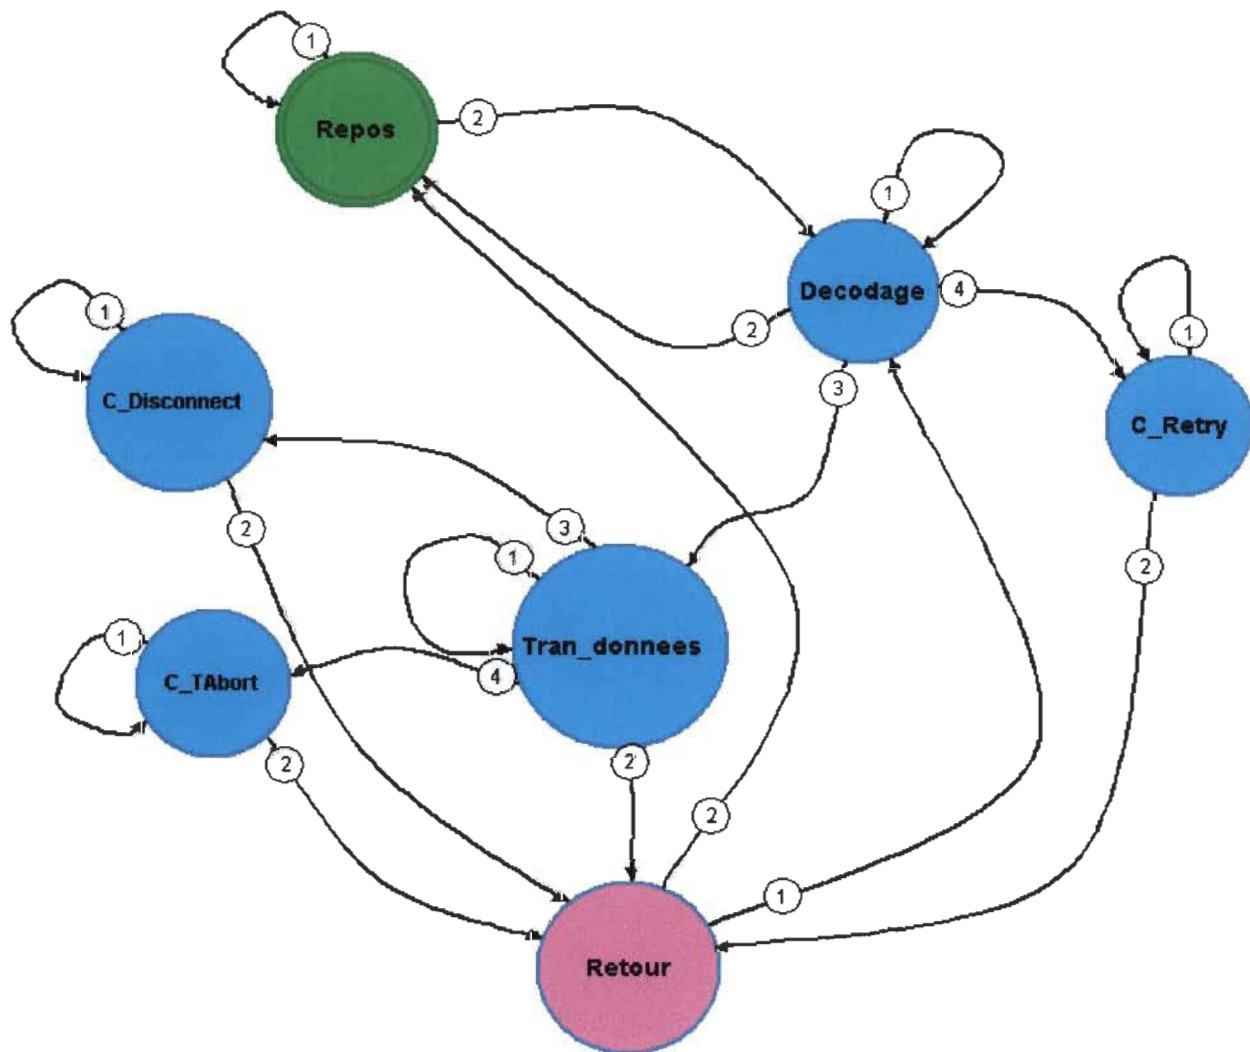 1
Repos
2
1
Decodage
4
2
3
1
C_Retry
2
1
C_Disconnect
2
3
1
Tran_donnees
4
2
1
C_TAbort
2
2
1
Retour